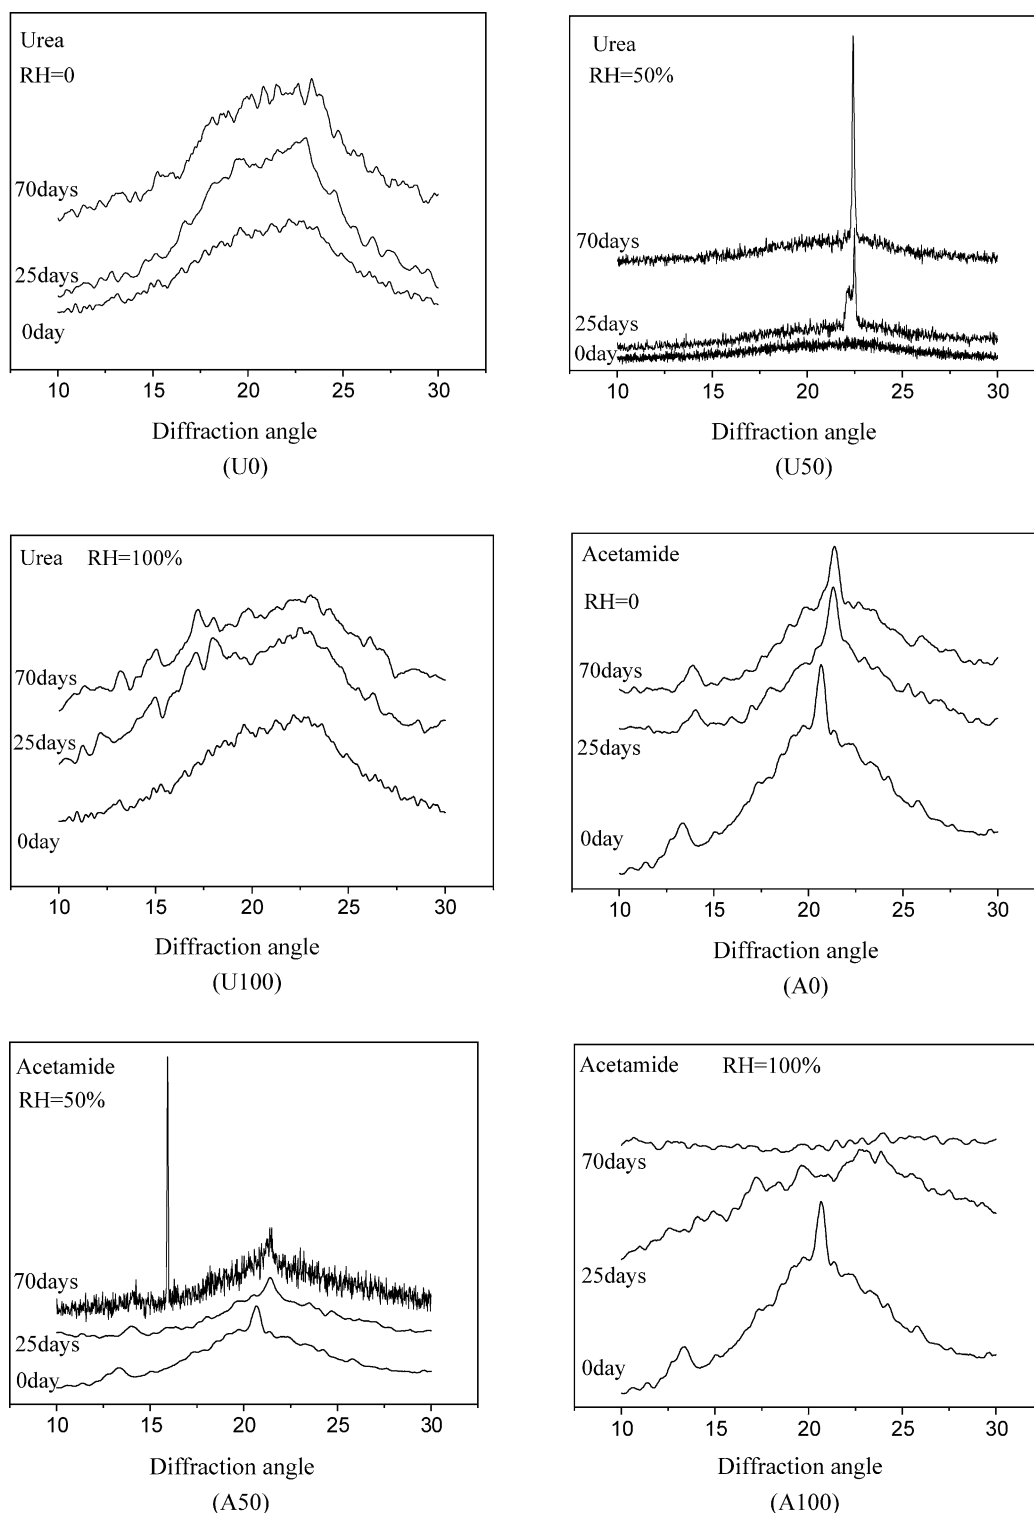 Urea
RH=0
70days
25days
0day
10 15 20 25 30
Diffraction angle
(U0)
Urea
RH=50%
70days
25days
0day
10 15 20 25 30
Diffraction angle
(U50)
Urea RH=100%
70days
25days
0day
10 15 20 25 30
Diffraction angle
(U100)
Acetamide
RH=0
70days
25days
0day
10 15 20 25 30
Diffraction angle
(A0)
Acetamide
RH=50%
70days
25days
0day
10 15 20 25 30
Diffraction angle
(A50)
Acetamide RH=100%
70days
25days
0day
10 15 20 25 30
Diffraction angle
(A100)